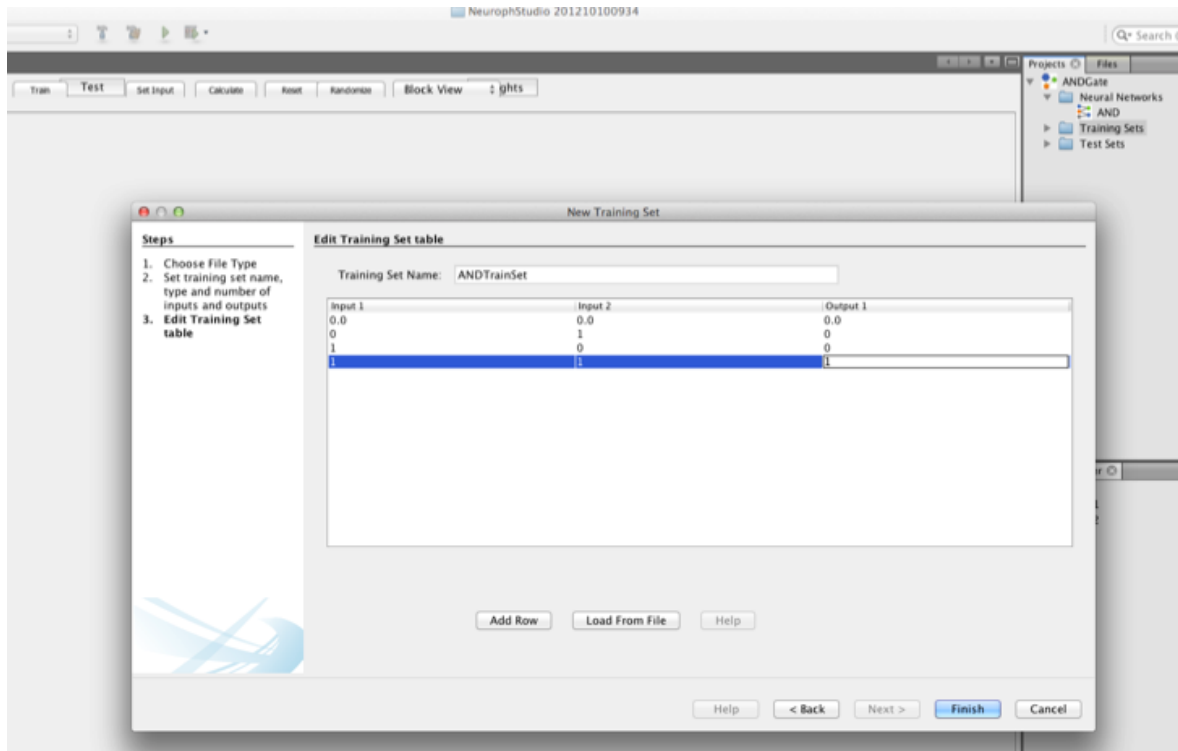 NeurophStudio 201210100934
Search
Projects Files
Train Test Set Input Calculate Reset Randomize Block View ghts
ANDGate
Neural Networks
AND
Training Sets
Test Sets
New Training Set
Steps
1. Choose File Type
2. Set training set name,
type and number of
inputs and outputs
3. Edit Training Set
table
Edit Training Set table
Training Set Name: ANDTrainSet
Input 1 Input 2 Output 1
0.0 0.0 0.0
0 1 0
1 0 0
1 1 1
r
1
2
Add Row Load From File Help
Help < Back Next > Finish Cancel